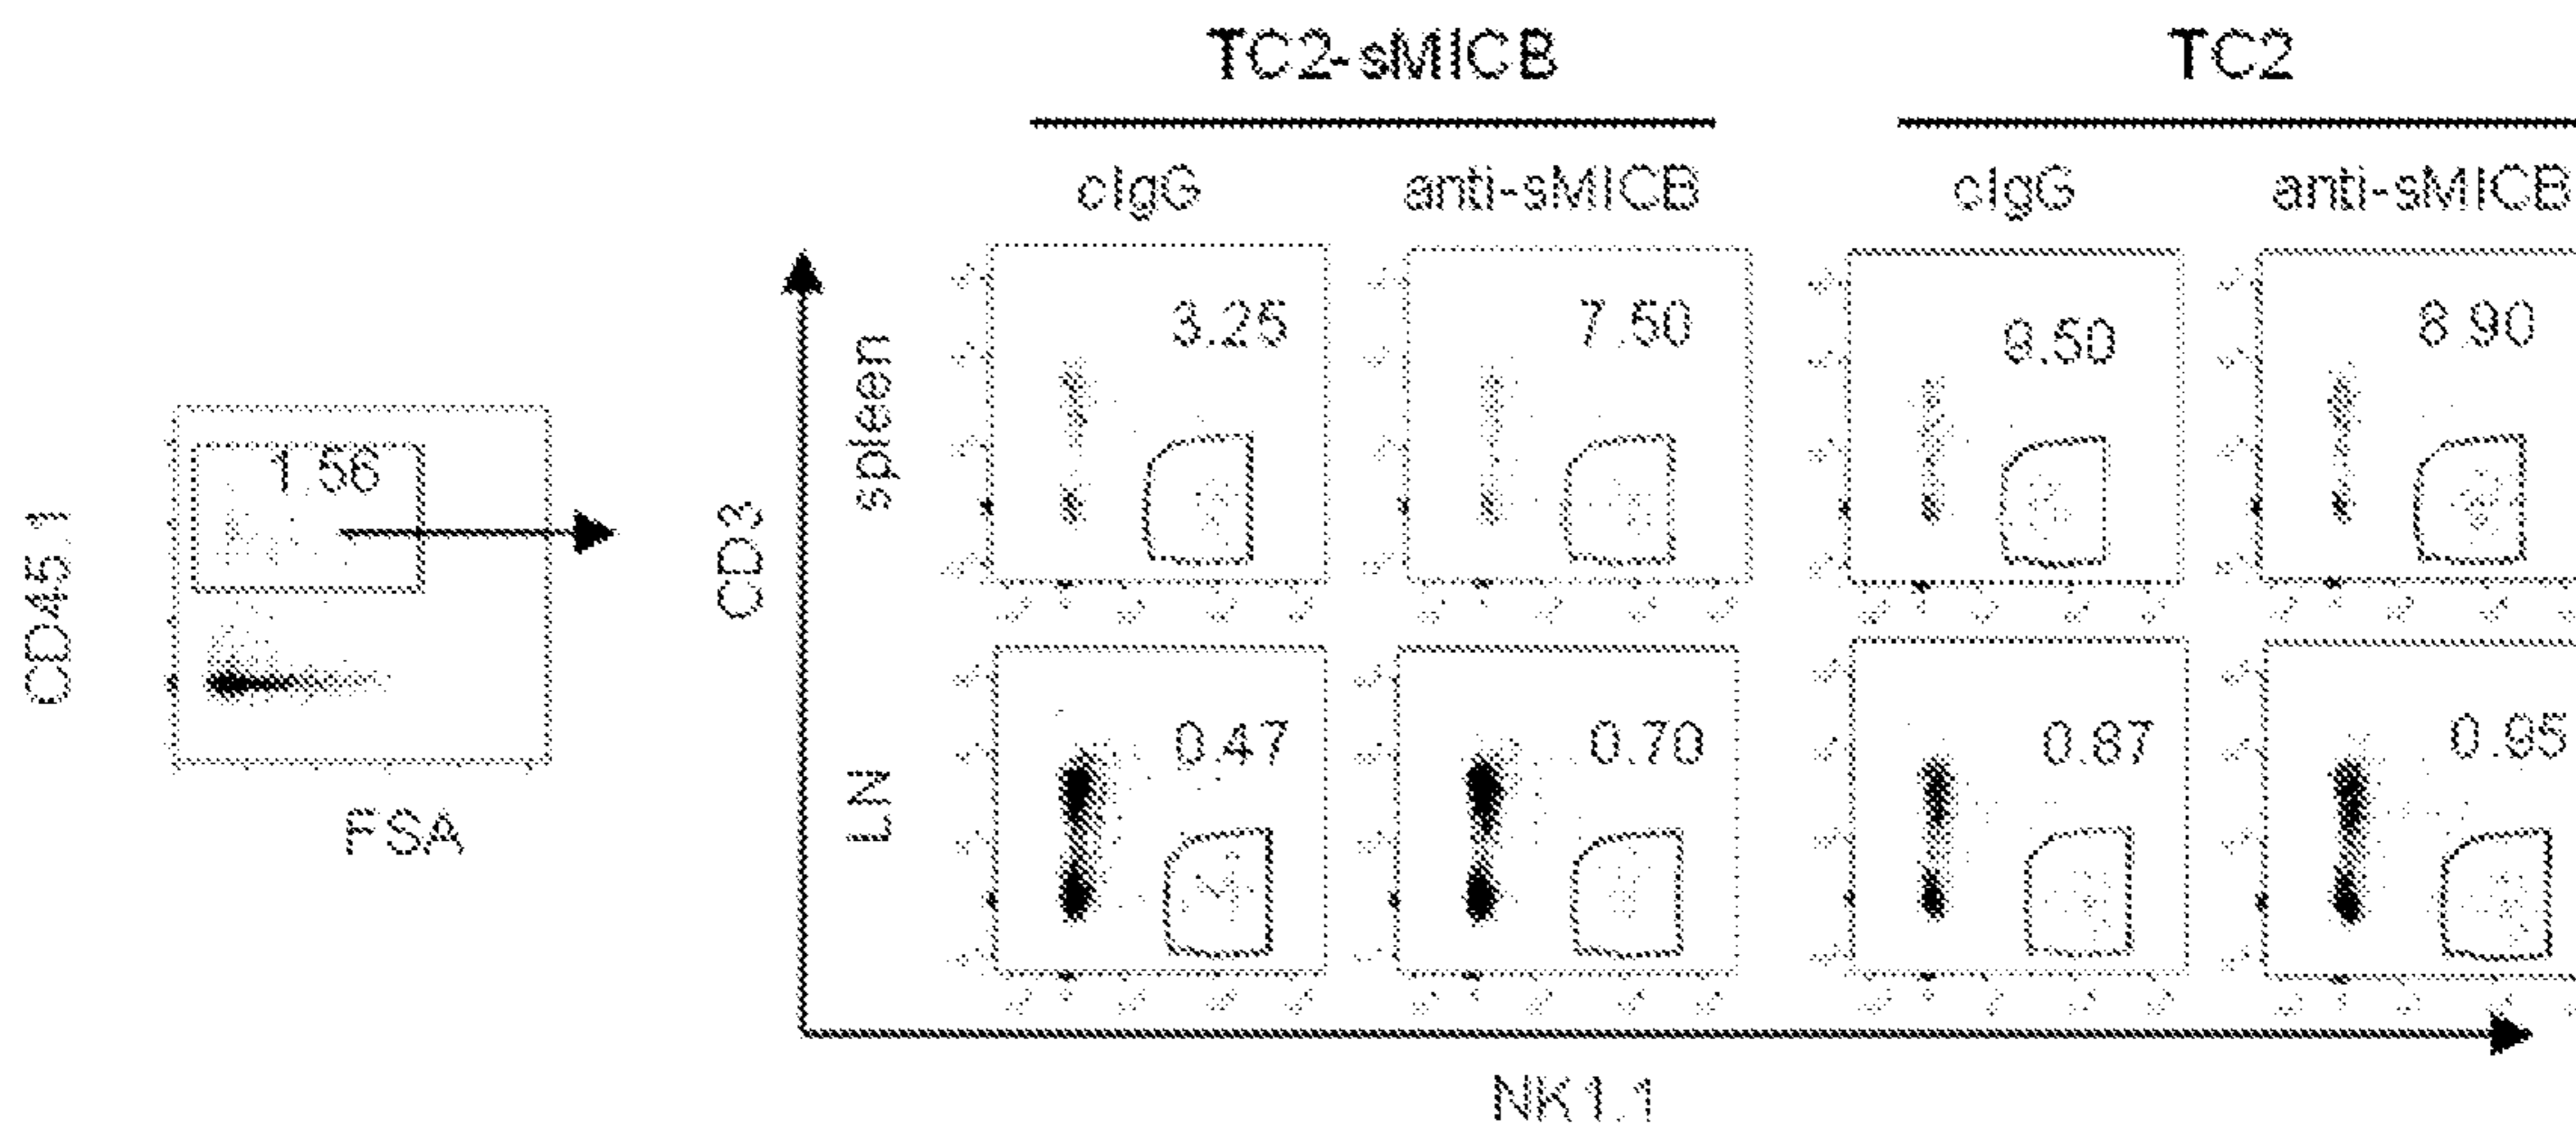 TC2-sMICB TC2
cIgG anti-sMICB cIgG anti-sMICB
spleen
3.25 7.50 9.50 8.90
1.56
CD45.1
FSA
CD3
LN
0.47 0.70 0.87 0.95
NK1.1